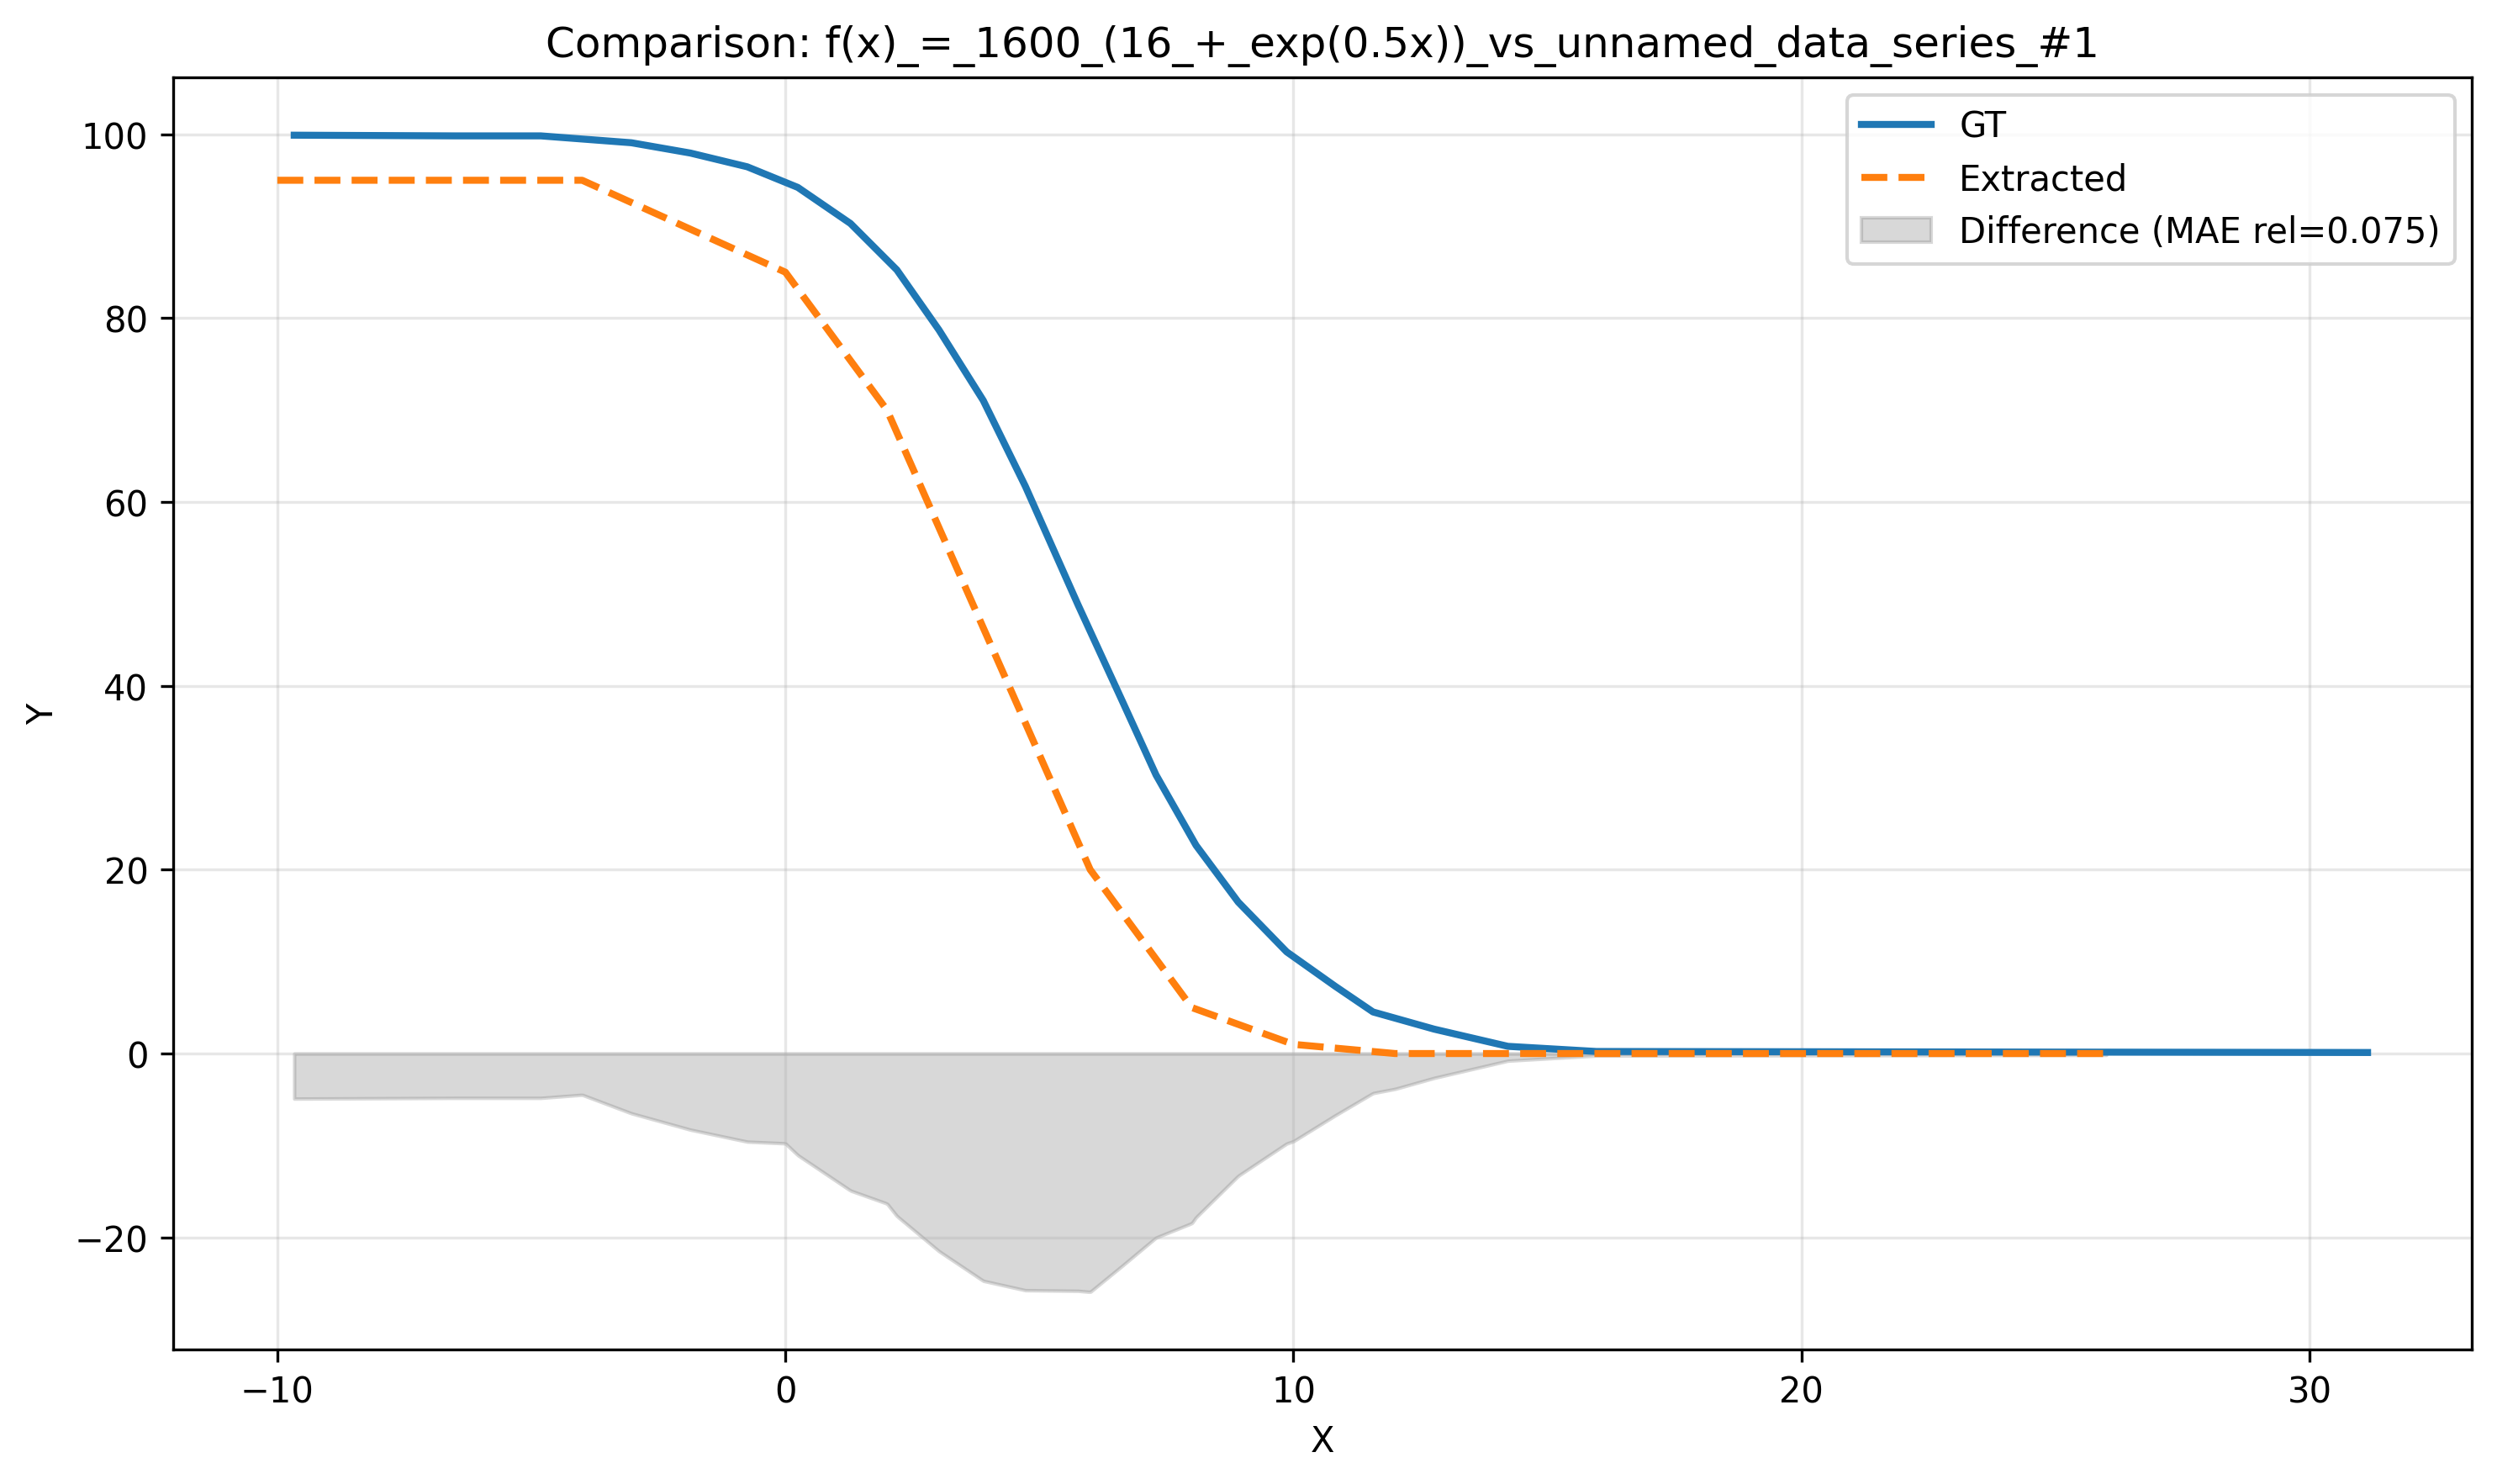 Comparison: f(x)_=_1600_(16_+_exp(0.5x))_vs_unnamed_data_series_#1
GT
Extracted
Difference (MAE rel=0.075)
100
80
60
40
20
0
−20
Y
−10
0
10
20
30
X